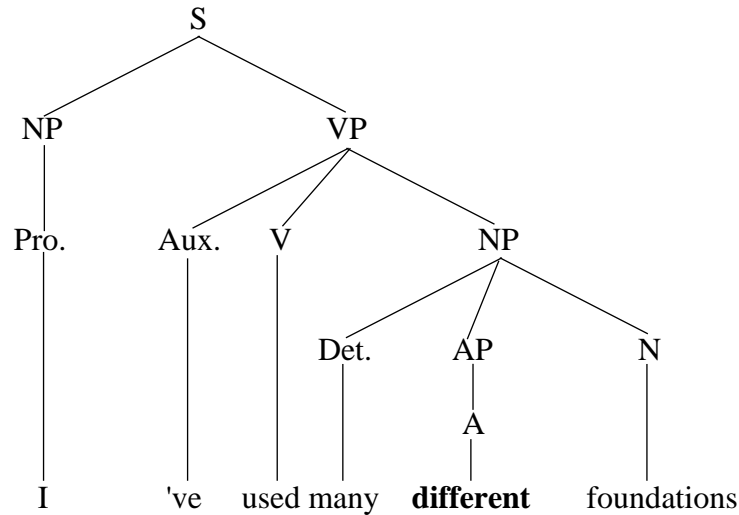 S
NP VP
Pro. Aux. V NP
Det. AP N
A
I 've used many different foundations